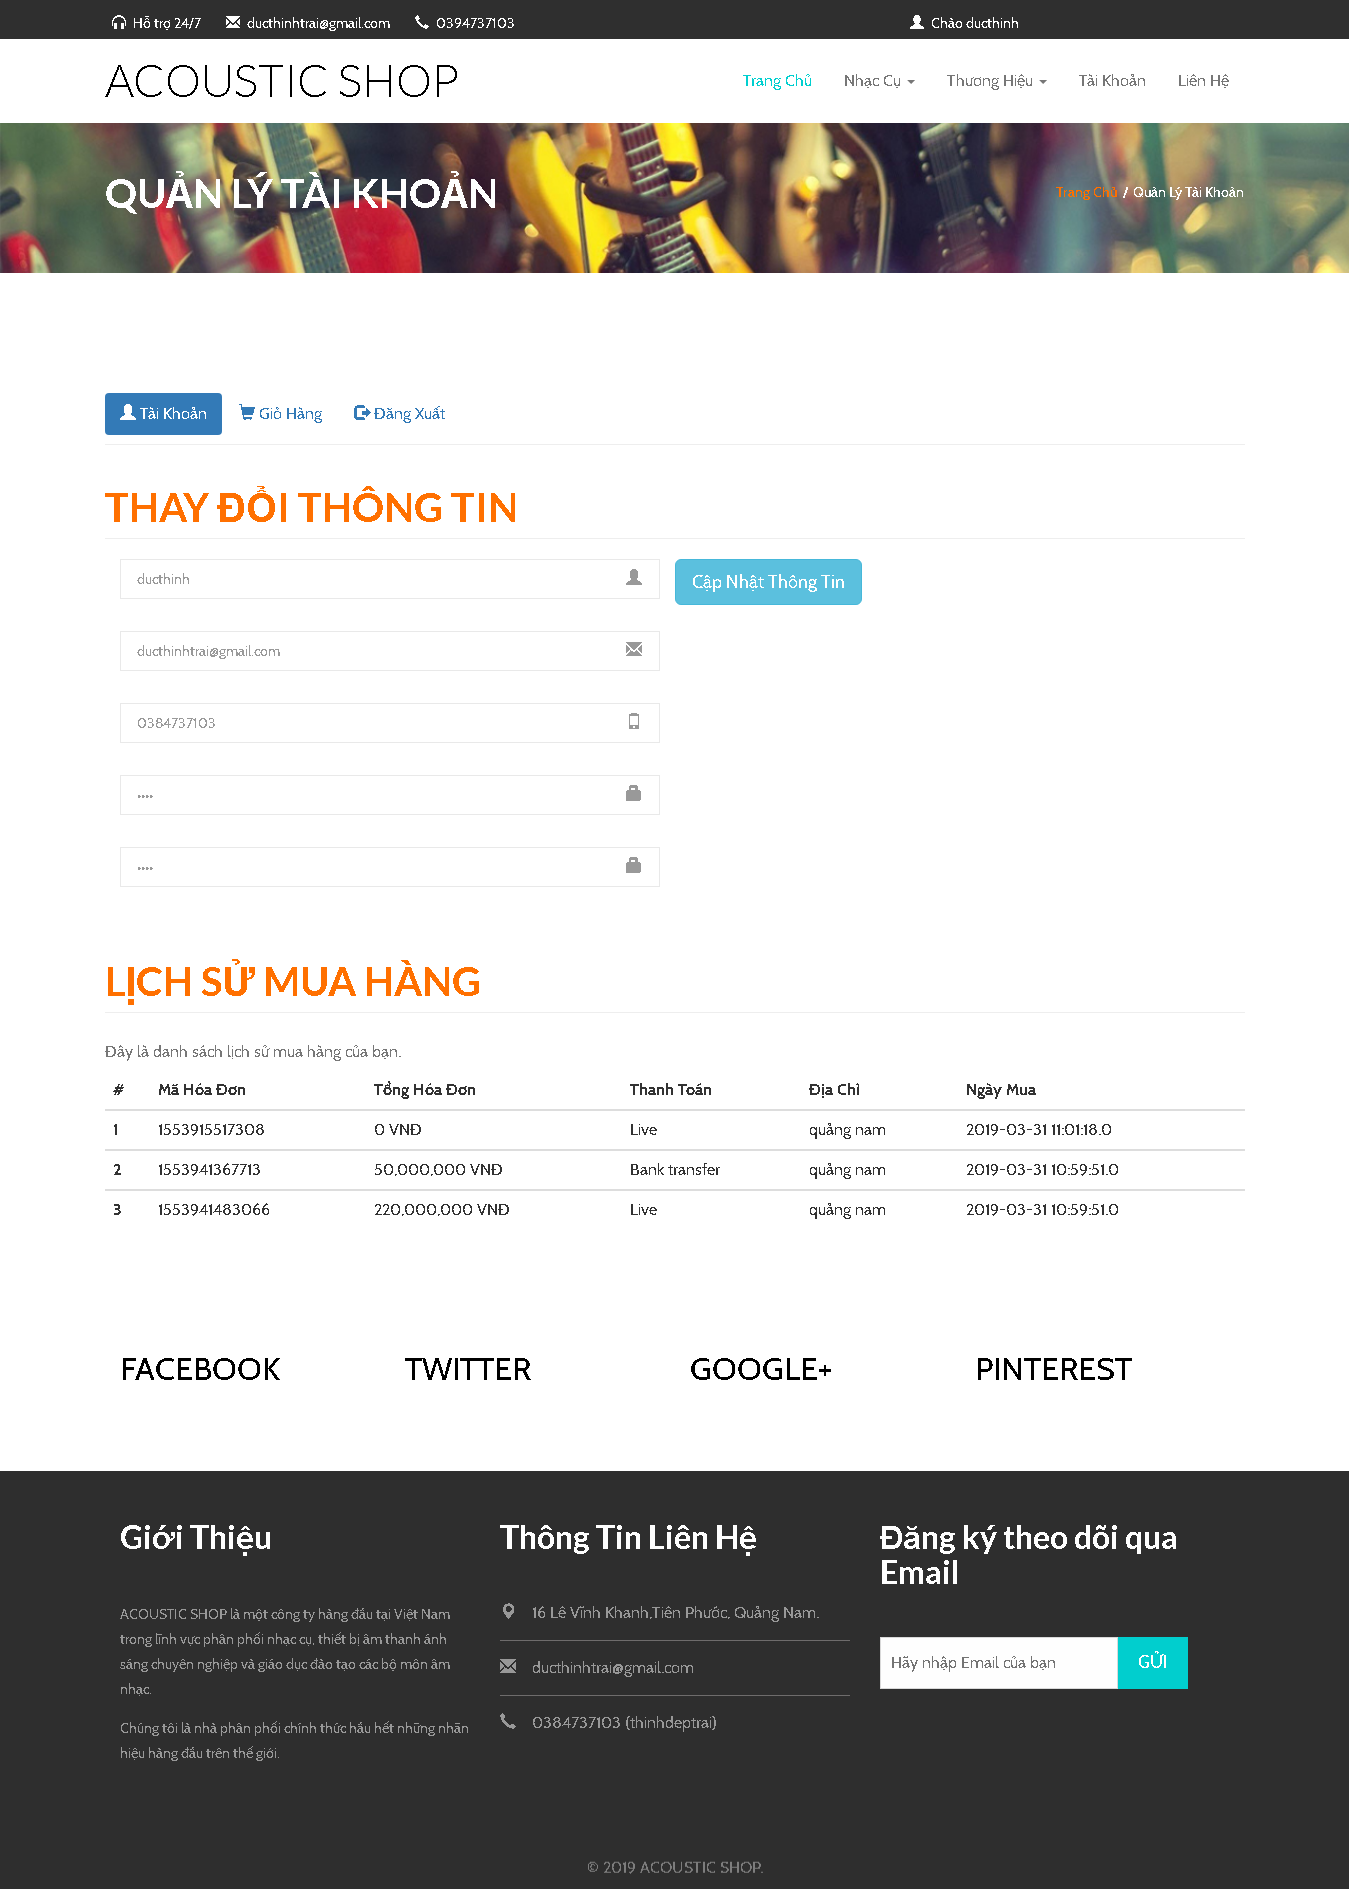 Hỗ trợ 24/7 ducthinhtrai@gmail.com 0394737103 Chào ducthinh
ACOUSTIC SHOP
Trang Chủ Nhạc Cụ Thương Hiệu Tài Khoản Liên Hệ
QUẢN LÝ TÀI KHOẢN
Trang Chủ / Quản Lý Tài Khoản
Tài Khoản Giỏ Hàng Đăng Xuất
THAY ĐỔI THÔNG TIN
ducthinh
Cập Nhật Thông Tin
ducthinhtrai@gmail.com
0384737103
••••
••••
LỊCH SỬ MUA HÀNG
Đây là danh sách lịch sử mua hàng của bạn.
# Mã Hóa Đơn Tổng Hóa Đơn Thanh Toán Địa Chỉ Ngày Mua
1 1553915517308 0 VNĐ Live quảng nam 2019-03-31 11:01:18.0
2 1553941367713 50,000,000 VNĐ Bank transfer quảng nam 2019-03-31 10:59:51.0
3 1553941483066 220,000,000 VNĐ Live quảng nam 2019-03-31 10:59:51.0
FACEBOOK TWITTER GOOGLE+ PINTEREST
Giới Thiệu
ACOUSTIC SHOP là một công ty hàng đầu tại Việt Nam
trong lĩnh vực phân phối nhạc cụ, thiết bị âm thanh ánh
sáng chuyên nghiệp và giáo dục đào tạo các bộ môn âm
nhạc.
Chúng tôi là nhà phân phối chính thức hầu hết những nhãn
hiệu hàng đầu trên thế giới.
Thông Tin Liên Hệ
16 Lê Vĩnh Khanh,Tiên Phước, Quảng Nam.
ducthinhtrai@gmail.com
0384737103 (thinhdeptrai)
Đăng ký theo dõi qua
Email
Hãy nhập Email của bạn GỬI
© 2019 ACOUSTIC SHOP.